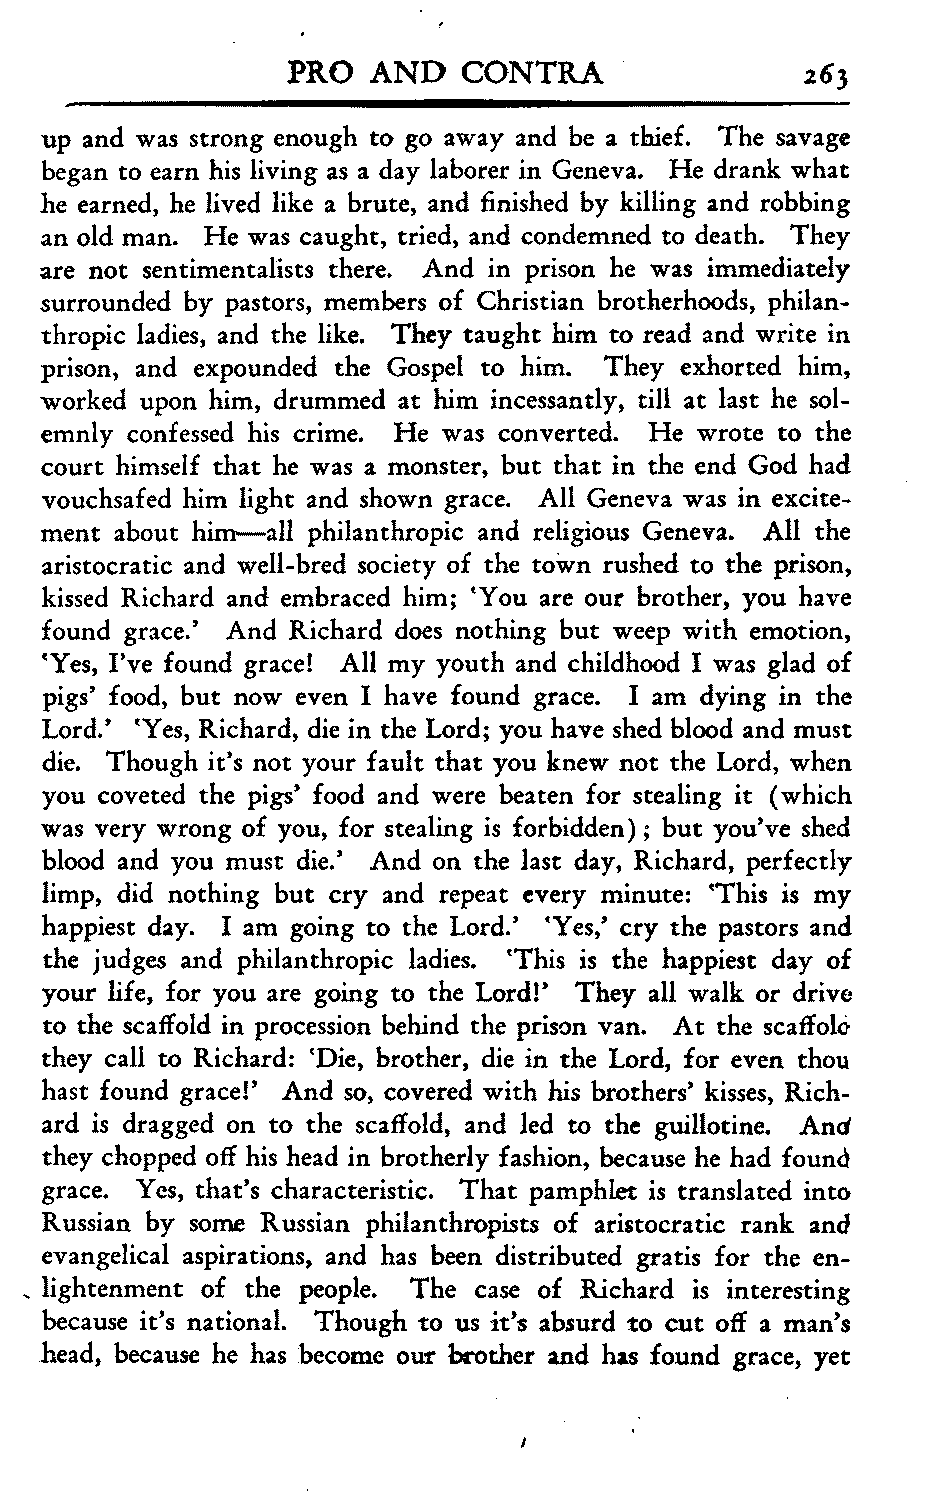 PRO AND CONTRA 263
up and was strong enough to go away and be a thief. The savage
began to earn his living as a day laborer in Geneva. He drank what
he earned, he lived like a brute, and finished by killing and robbing
an old man. He was caught, tried, and condemned to death. They
are not sentimentalists there. And in prison he was immediately
surrounded by pastors, members of Christian brotherhoods, philan-
thropic ladies, and the like. They taught him to read and write in
prison, and expounded the Gospel to him. They exhorted him,
worked upon him, drummed at him incessantly, till at last he sol-
emnly confessed his crime. He was converted. He wrote to the
court himself that he was a monster, but that in the end God had
vouchsafed him light and shown grace. All Geneva was in excite-
ment about him—all philanthropic and religious Geneva. All the
aristocratic and well-bred society of the town rushed to the prison,
kissed Richard and embraced him; ‘You are our brother, you have
found grace.’ And Richard does nothing but weep with emotion,
‘Yes, I’ve found grace! All my youth and childhood I was glad of
pigs’ food, but now even I have found grace. I am dying in the
Lord.’ ‘Yes, Richard, die in the Lord; you have shed blood and must
die. Though it’s not your fault that you knew not the Lord, when
you coveted the pigs’ food and were beaten for stealing it (which
was very wrong of you, for stealing is forbidden); but you’ve shed
blood and you must die.’ And on the last day, Richard, perfectly
limp, did nothing but cry and repeat every minute: ‘This is my
happiest day. I am going to the Lord.’ ‘Yes,’ cry the pastors and
the judges and philanthropic ladies. ‘This is the happiest day of
your life, for you are going to the Lord!’ They all walk or drive
to the scaffold in procession behind the prison van. At the scaffold
they call to Richard: ‘Die, brother, die in the Lord, for even thou
hast found grace!’ And so, covered with his brothers’ kisses, Rich-
ard is dragged on to the scaffold, and led to the guillotine. And
they chopped off his head in brotherly fashion, because he had found
grace. Yes, that’s characteristic. That pamphlet is translated into
Russian by some Russian philanthropists of aristocratic rank and
evangelical aspirations, and has been distributed gratis for the en-
lightenment of the people. The case of Richard is interesting
because it’s national. Though to us it’s absurd to cut off a man’s
head, because he has become our brother and has found grace, yet